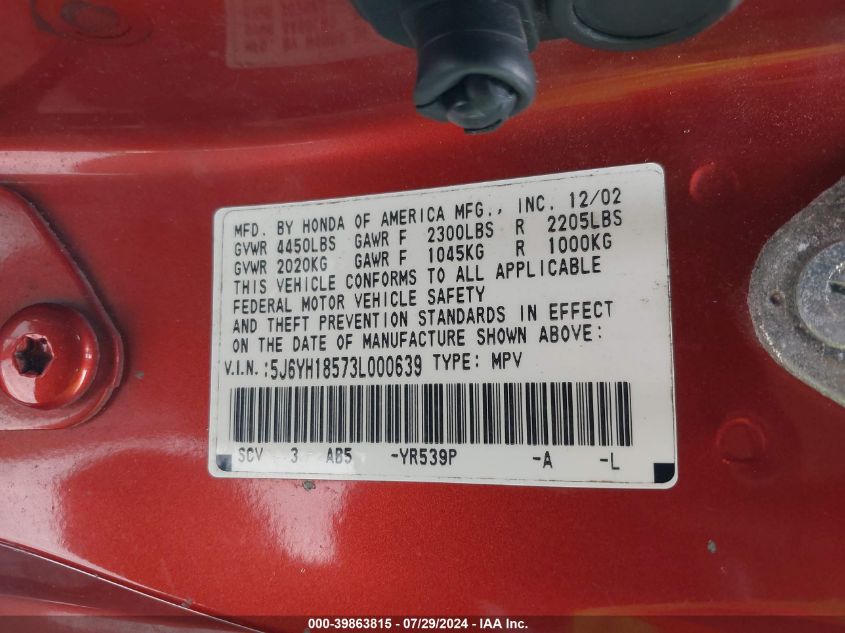 MFD. BY HONDA OF AMERICA MFG., INC. 12/02
GVWR 4450LBS GAWR F 2300LBS R 2205LBS
GVWR 2020KG GAWR F 1045KG R 1000KG
THIS VEHICLE CONFORMS TO ALL APPLICABLE
FEDERAL MOTOR VEHICLE SAFETY
AND THEFT PREVENTION STANDARDS IN EFFECT
ON THE DATE OF MANUFACTURE SHOWN ABOVE:
V.I.N.:5J6YH18573L000639 TYPE: MPV
SCV 3 AB5 -YR539P -A -L
000-39863815 - 07/29/2024 - IAA Inc.